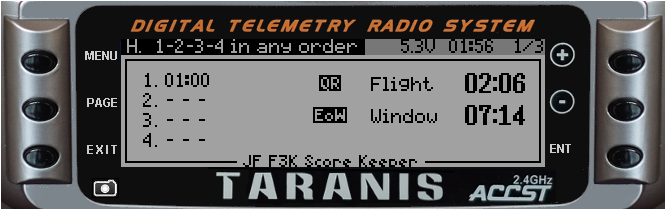 DIGITAL TELEMETRY RADIO SYSTEM
MENU
H. 1-2-3-4 in any order 5.3V 01:56 1/3
1. 01:00
2. - - -
3. - - -
4. - - -
QR Flight 02:06
EoW Window 07:14
PAGE
EXIT
ENT
JF F3K Score Keeper
TARANIS
2.4GHz
ACCST